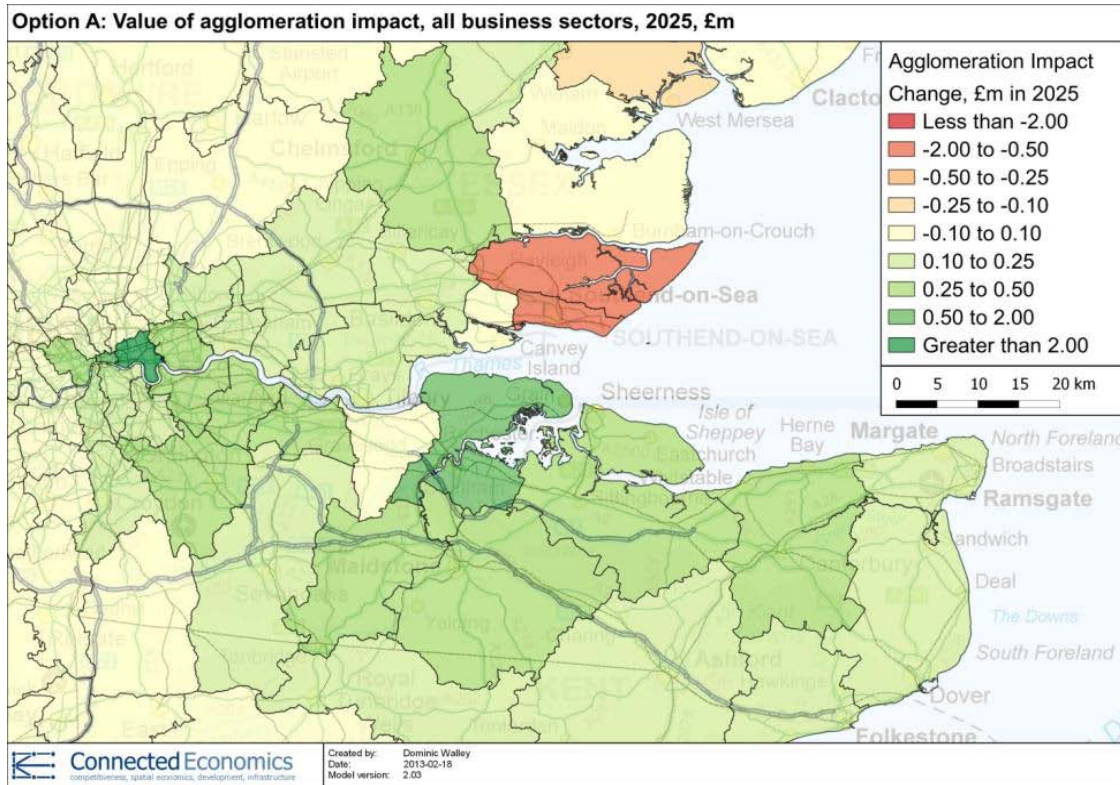 Option A: Value of agglomeration impact, all business sectors, 2025, £m
Agglomeration Impact
Change, £m in 2025
Less than -2.00
-2.00 to -0.50
-0.50 to -0.25
-0.25 to -0.10
-0.10 to 0.10
0.10 to 0.25
0.25 to 0.50
0.50 to 2.00
Greater than 2.00
0 5 10 15 20 km
Stansted
Airport
Hertford
Harlow
Epping
Chelmsford
Maldon
West Mersea
Clacto
Burnham-on-Crouch
Rayleigh
end-on-Sea
SOUTHEND-ON-SEA
Canvey
Island
Thames
Sheerness
Isle of
Sheppey
Eastchurch
Herne
Bay
Margate
North Foreland
Broadstairs
Ramsgate
andwich
Deal
The Downs
South Foreland
Canterbury
Maidstone
Yalding
Charing
Tonbridge
Royal
KENT
Ashford
Hawkinge
Dover
Folkestone
Connected Economics
competitiveness, spatial economics, development, infrastructure
Created by: Dominic Walley
Date: 2013-02-18
Model version: 2.03